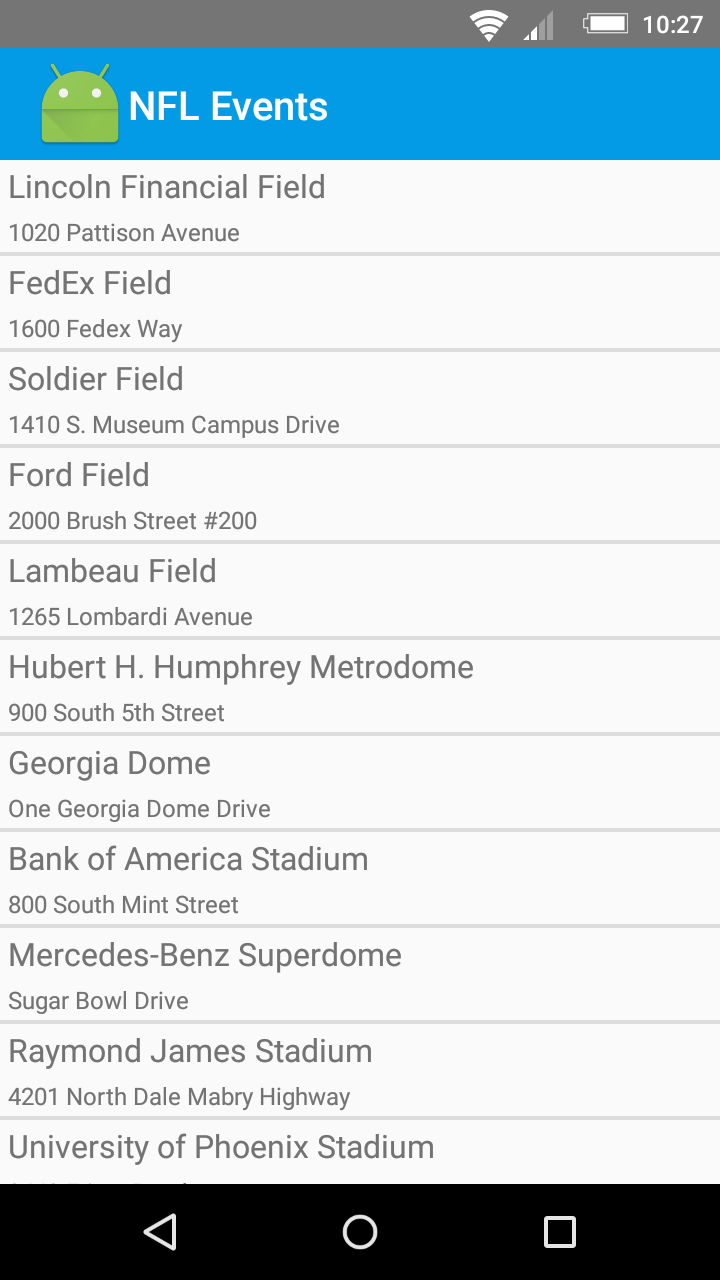 10:27
NFL Events
Lincoln Financial Field
1020 Pattison Avenue
FedEx Field
1600 Fedex Way
Soldier Field
1410 S. Museum Campus Drive
Ford Field
2000 Brush Street #200
Lambeau Field
1265 Lombardi Avenue
Hubert H. Humphrey Metrodome
900 South 5th Street
Georgia Dome
One Georgia Dome Drive
Bank of America Stadium
800 South Mint Street
Mercedes-Benz Superdome
Sugar Bowl Drive
Raymond James Stadium
4201 North Dale Mabry Highway
University of Phoenix Stadium